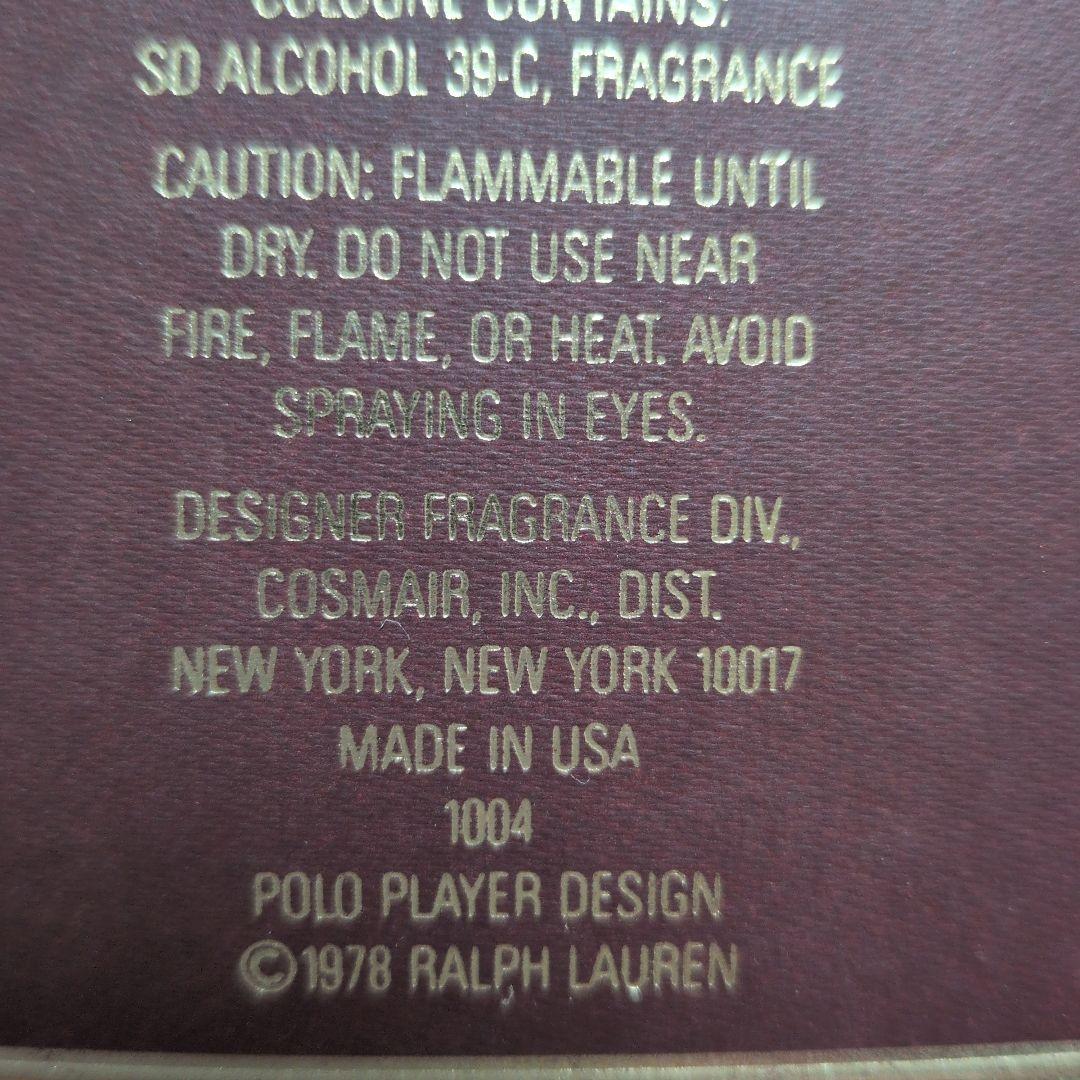 COLOGNE CONTAINS:
SD ALCOHOL 39-C, FRAGRANCE
CAUTION: FLAMMABLE UNTIL
DRY. DO NOT USE NEAR
FIRE, FLAME, OR HEAT. AVOID
SPRAYING IN EYES.
DESIGNER FRAGRANCE DIV.,
COSMAIR, INC., DIST.
NEW YORK, NEW YORK 10017
MADE IN USA
1004
POLO PLAYER DESIGN
©1978 RALPH LAUREN